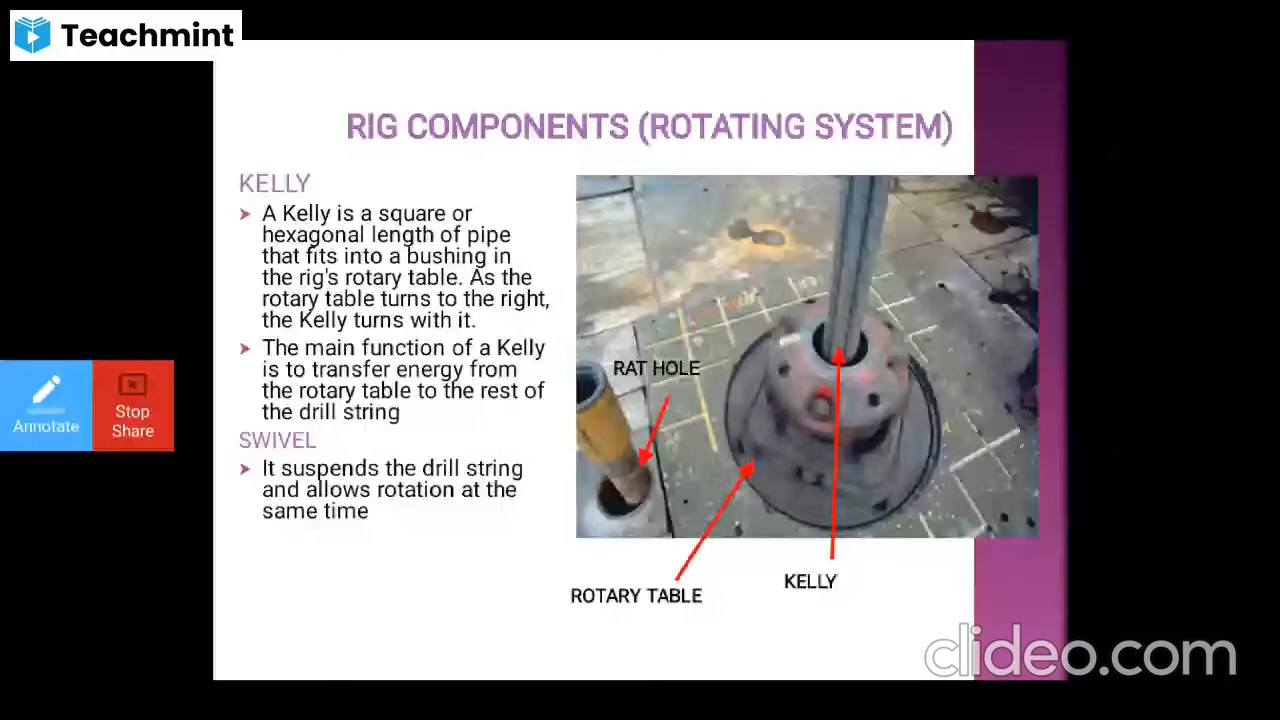 Teachmint
RIG COMPONENTS (ROTATING SYSTEM)
KELLY
A Kelly is a square or
hexagonal length of pipe
that fits into a bushing in
the rig's rotary table. As the
rotary table turns to the right,
the Kelly turns with it.
The main function of a Kelly
is to transfer energy from
the rotary table to the rest of
the drill string
SWIVEL
It suspends the drill string
and allows rotation at the
same time
RAT HOLE
ROTARY TABLE
KELLY
Annotate
Stop
Share
clideo.com